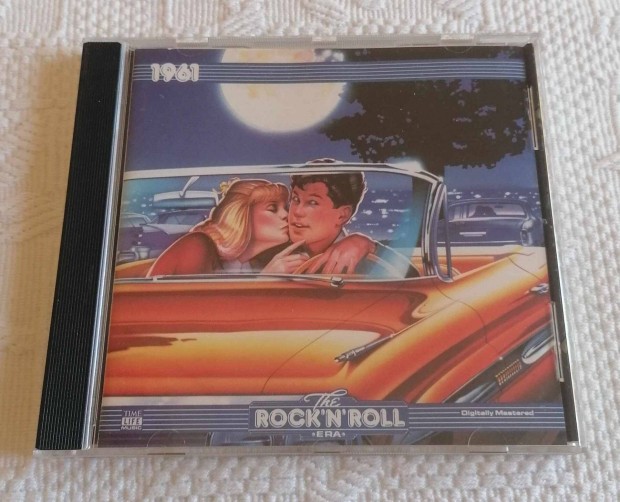 1961
TIME
LIFE
MUSIC
The
ROCK'N'ROLL
•ERA•
Digitally Mastered